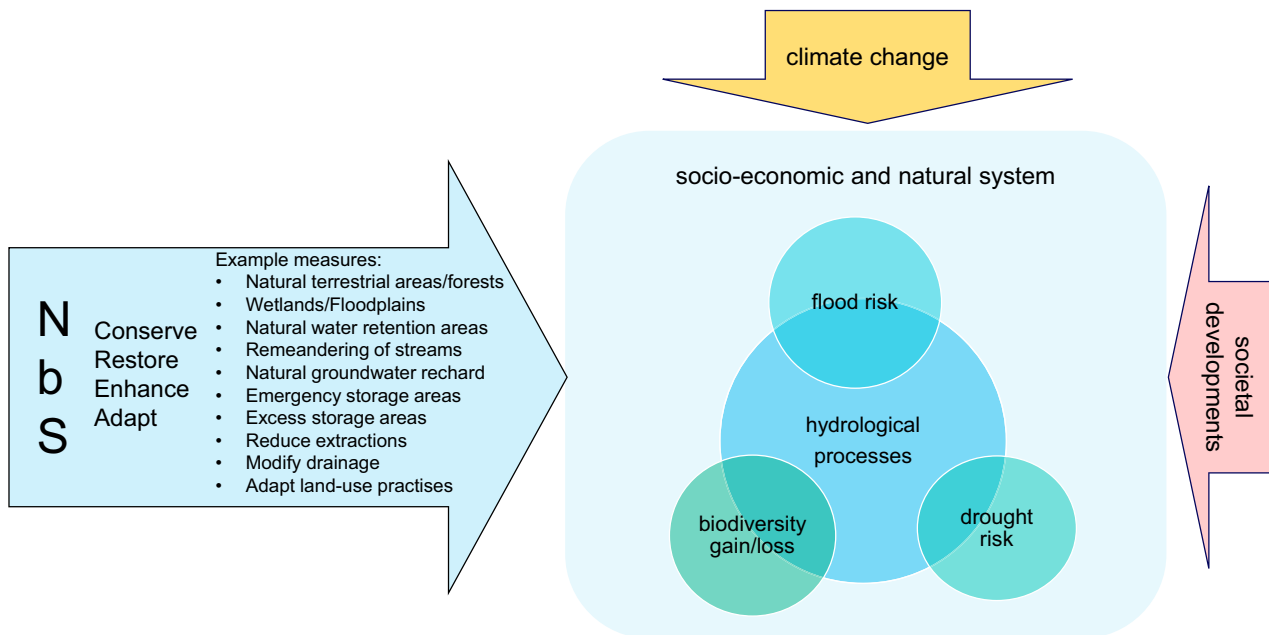 climate change
socio-economic and natural system
flood risk
hydrological
processes
biodiversity
gain/loss
drought
risk
societal
developments
N
b
S
Conserve
Restore
Enhance
Adapt
Example measures:
• Natural terrestrial areas/forests
• Wetlands/Floodplains
• Natural water retention areas
• Remeandering of streams
• Natural groundwater rechard
• Emergency storage areas
• Excess storage areas
• Reduce extractions
• Modify drainage
• Adapt land-use practises